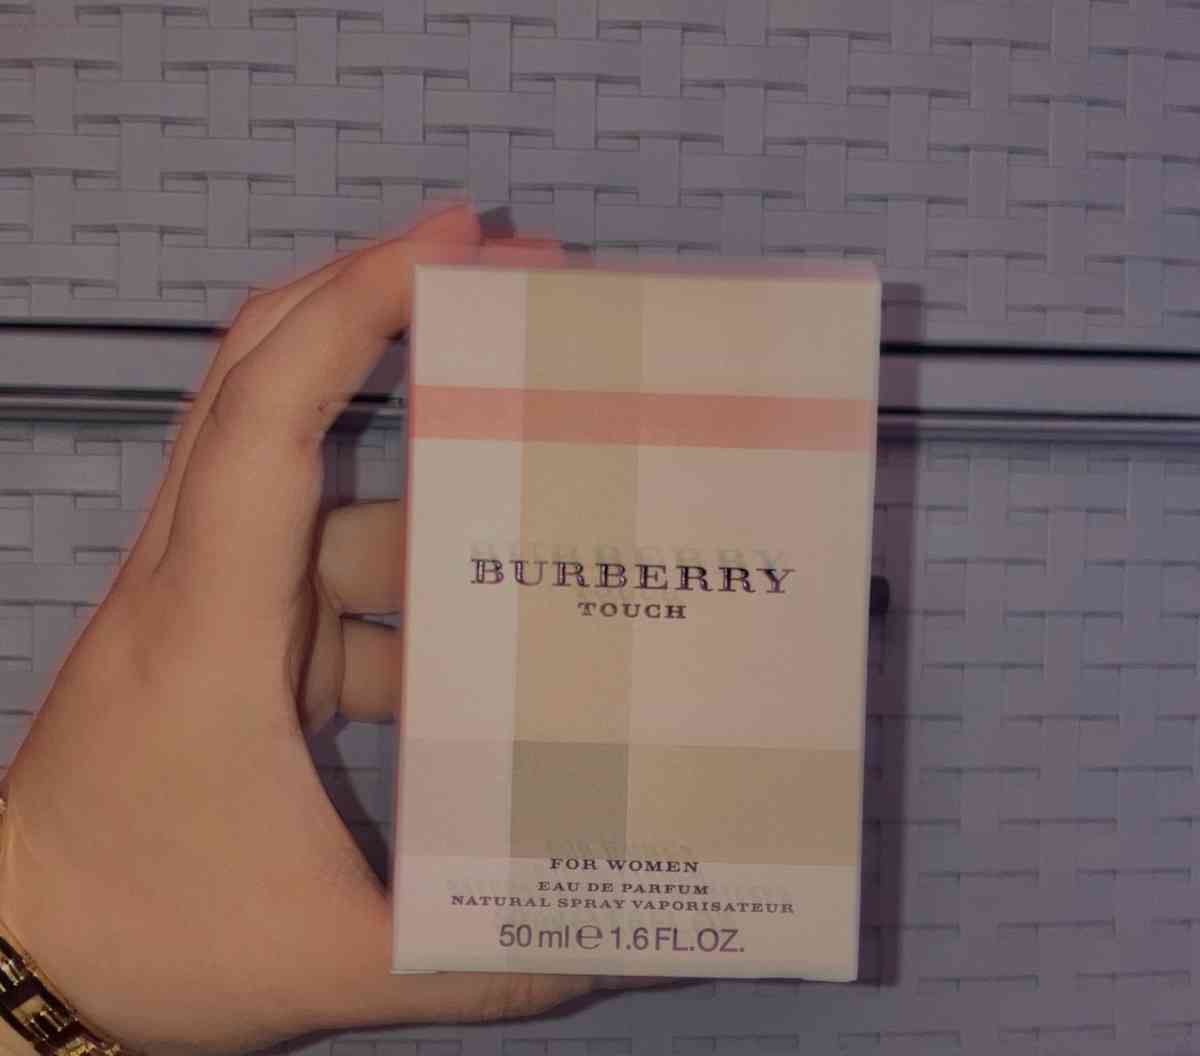 BURBERRY
TOUCH
FOR WOMEN
EAU DE PARFUM
NATURAL SPRAY VAPORISATEUR
50 ml ℮ 1.6 FL.OZ.